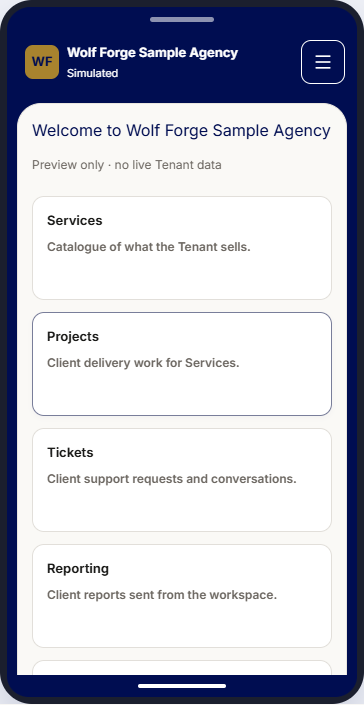 WF
Wolf Forge Sample Agency
Simulated
Welcome to Wolf Forge Sample Agency
Preview only · no live Tenant data
Services
Catalogue of what the Tenant sells.
Projects
Client delivery work for Services.
Tickets
Client support requests and conversations.
Reporting
Client reports sent from the workspace.